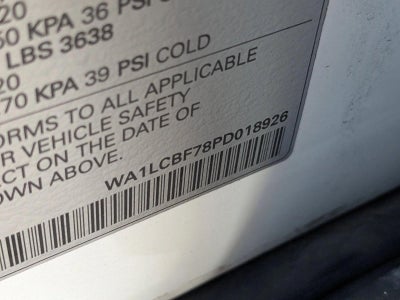 20
50 KPA 36 PSI
LBS 3638
20
70 KPA 39 PSI COLD
ORMS TO ALL APPLICABLE
R VEHICLE SAFETY
ECT ON THE DATE OF
OWN ABOVE.
WA1LCBF78PD018926